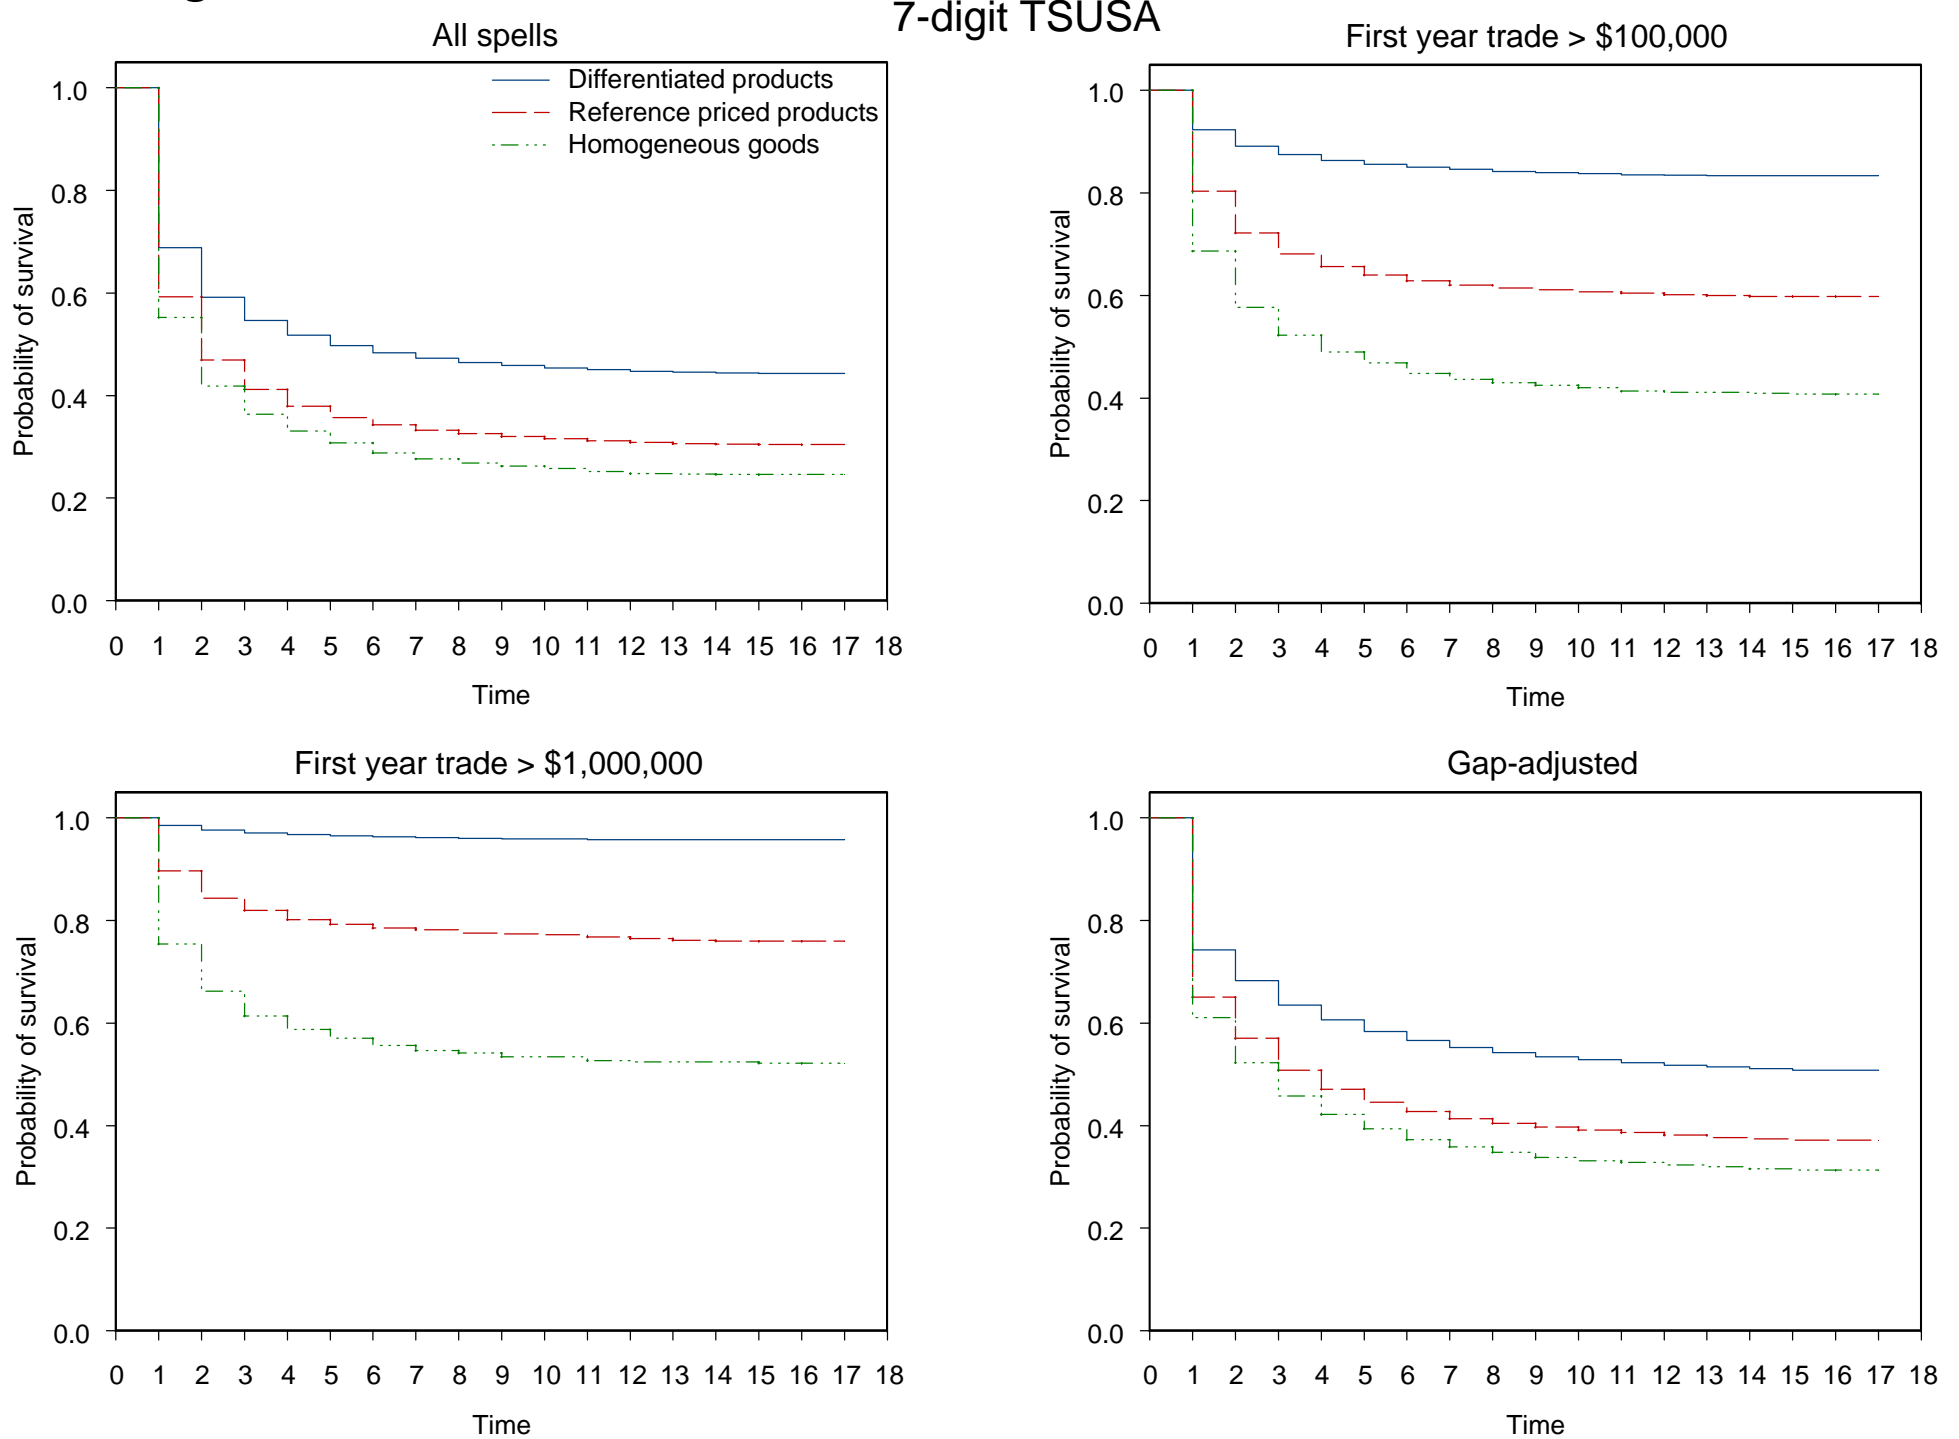 7-digit TSUSA
All spells
Differentiated products
Reference priced products
Homogeneous goods
Probability of survival
1.0
0.8
0.6
0.4
0.2
0.0
0 1 2 3 4 5 6 7 8 9 10 11 12 13 14 15 16 17 18
Time
First year trade > $100,000
Probability of survival
1.0
0.8
0.6
0.4
0.2
0.0
0 1 2 3 4 5 6 7 8 9 10 11 12 13 14 15 16 17 18
Time
First year trade > $1,000,000
Probability of survival
1.0
0.8
0.6
0.4
0.2
0.0
0 1 2 3 4 5 6 7 8 9 10 11 12 13 14 15 16 17 18
Time
Gap-adjusted
Probability of survival
1.0
0.8
0.6
0.4
0.2
0.0
0 1 2 3 4 5 6 7 8 9 10 11 12 13 14 15 16 17 18
Time